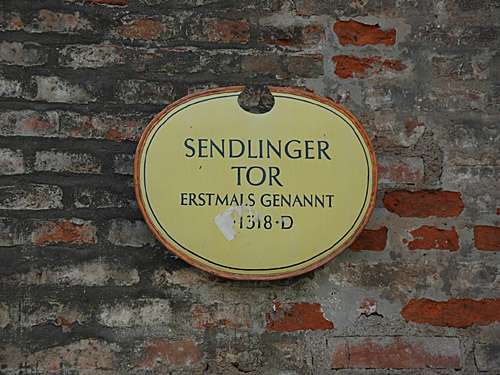 SENDLINGER
TOR
ERSTMALS GENANNT
·1318·D